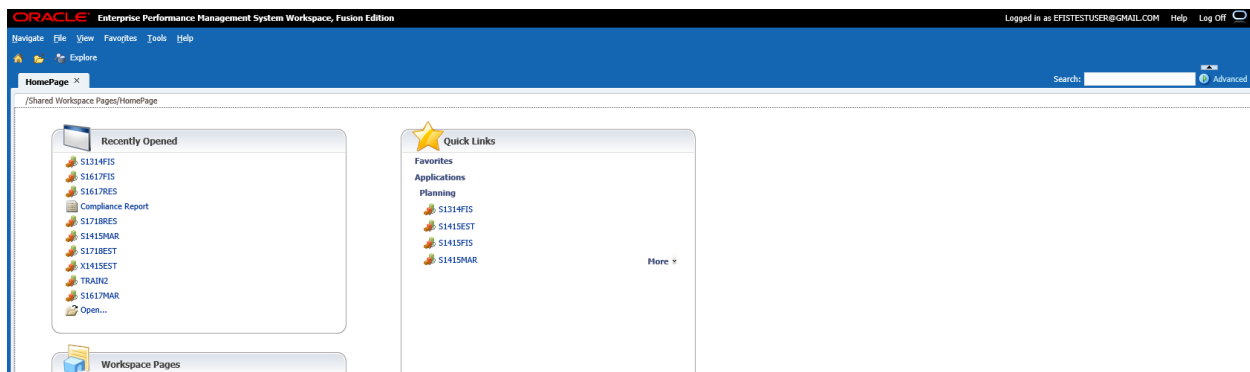 ORACLE Enterprise Performance Management System Workspace, Fusion Edition Logged in as EFISTESTUSER@GMAIL.COM Help Log Off
Navigate File View Favorites Tools Help
Explore
HomePage × Search: Advanced
/Shared Workspace Pages/HomePage
Recently Opened
S1314FIS
S1617FIS
S1617RES
Compliance Report
S1718RES
S1415MAR
S1718EST
X1415EST
TRAIN2
S1617MAR
Open...
Workspace Pages
Quick Links
Favorites
Applications
Planning
S1314FIS
S1415EST
S1415FIS
S1415MAR
More